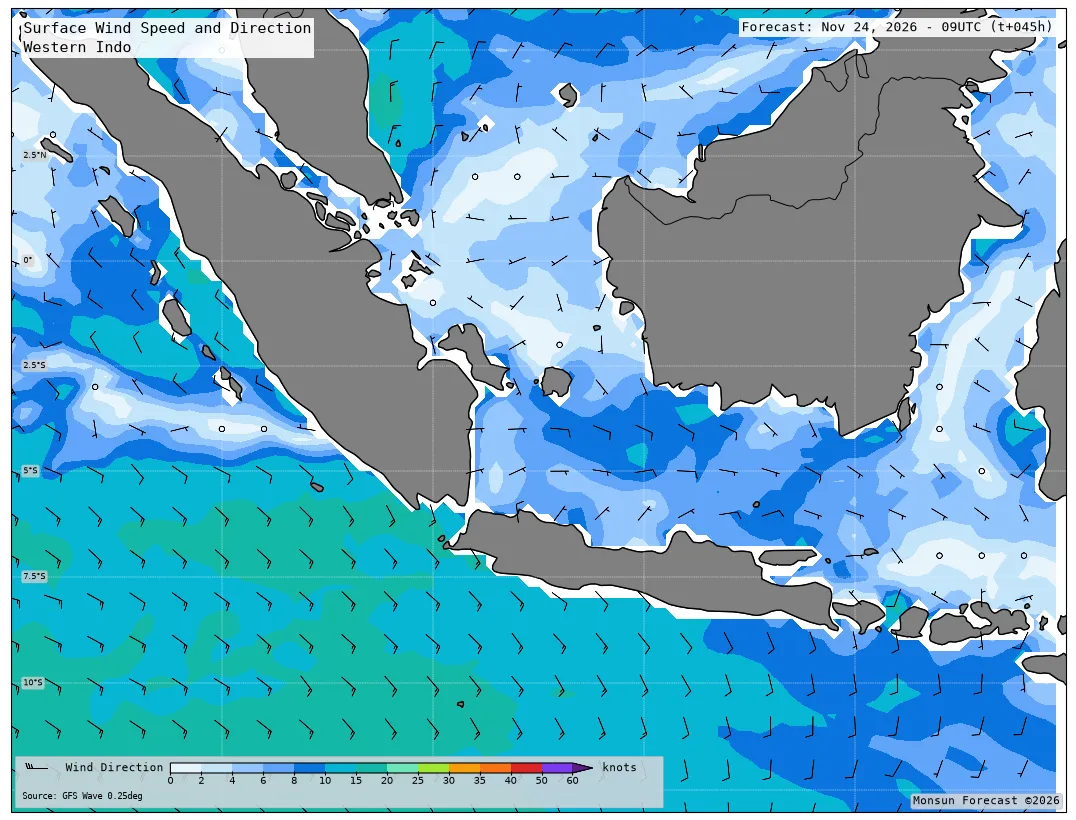 Surface Wind Speed and Direction
Western Indo
Forecast: Nov 24, 2026 - 09UTC (t+045h)
2.5°N
0°
2.5°S
5°S
7.5°S
10°S
Wind Direction
0 2 4 6 8 10 15 20 25 30 35 40 50 60
knots
Source: GFS Wave 0.25deg
Monsun Forecast ©2026